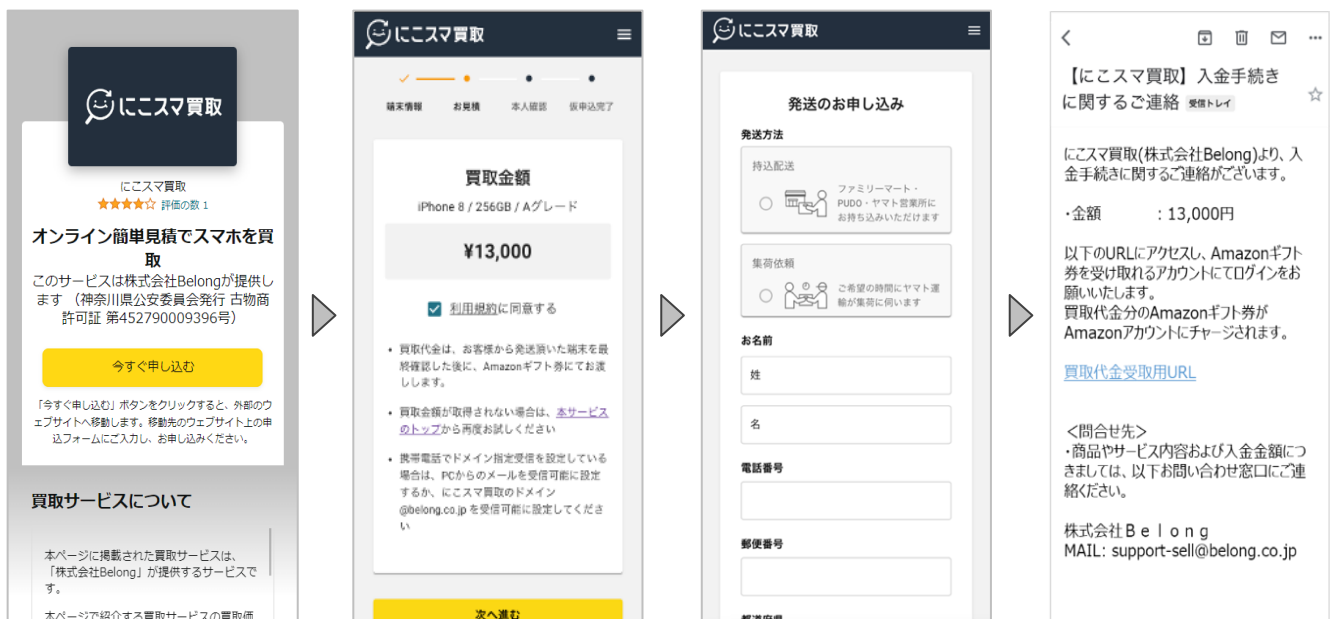 にこスマ買取
にこスマ買取
評価の数 1
オンライン簡単見積でスマホを買
取
このサービスは株式会社Belongが提供し
ます （神奈川県公安委員会発行 古物商
許可証 第452790009396号）
今すぐ申し込む
「今すぐ申し込む」ボタンをクリックすると、外部のウ
ェブサイトへ移動します。移動先のウェブサイト上の申
込フォームにご入力し、お申し込みください。
買取サービスについて
本ページに掲載された買取サービスは、
「株式会社Belong」が提供するサービスで
す。
本ページで紹介する買取サービスの買取価
にこスマ買取
端末情報 お見積 本人確認 仮申込完了
買取金額
iPhone 8 / 256GB / Aグレード
¥13,000
利用規約に同意する
• 買取代金は、お客様から発送頂いた端末を最
終確認した後に、Amazonギフト券にてお渡
しします。
• 買取金額が取得されない場合は、本サービス
のトップから再度お試しください
• 携帯電話でドメイン指定受信を設定している
場合は、PCからのメールを受信可能に設定
するか、にこスマ買取のドメイン
@belong.co.jp を受信可能に設定してくださ
い
次へ進む
にこスマ買取
発送のお申し込み
発送方法
持込配送
ファミリーマート・
PUDO・ヤマト営業所に
お持ち込みいただけます
集荷依頼
ご希望の時間にヤマト運
輸が集荷に伺います
お名前
姓
名
電話番号
郵便番号
都道府県
【にこスマ買取】入金手続き
に関するご連絡 受信トレイ
にこスマ買取(株式会社Belong)より、入
金手続きに関するご連絡がございます。
・金額 : 13,000円
以下のURLにアクセスし、Amazonギフト
券を受け取れるアカウントにてログインをお
願いいたします。
買取代金分のAmazonギフト券が
Amazonアカウントにチャージされます。
買取代金受取用URL
＜問合せ先＞
・商品やサービス内容および入金金額につ
きましては、以下お問い合わせ窓口にご連
絡ください。
株式会社Ｂｅｌｏｎｇ
MAIL: support-sell@belong.co.jp